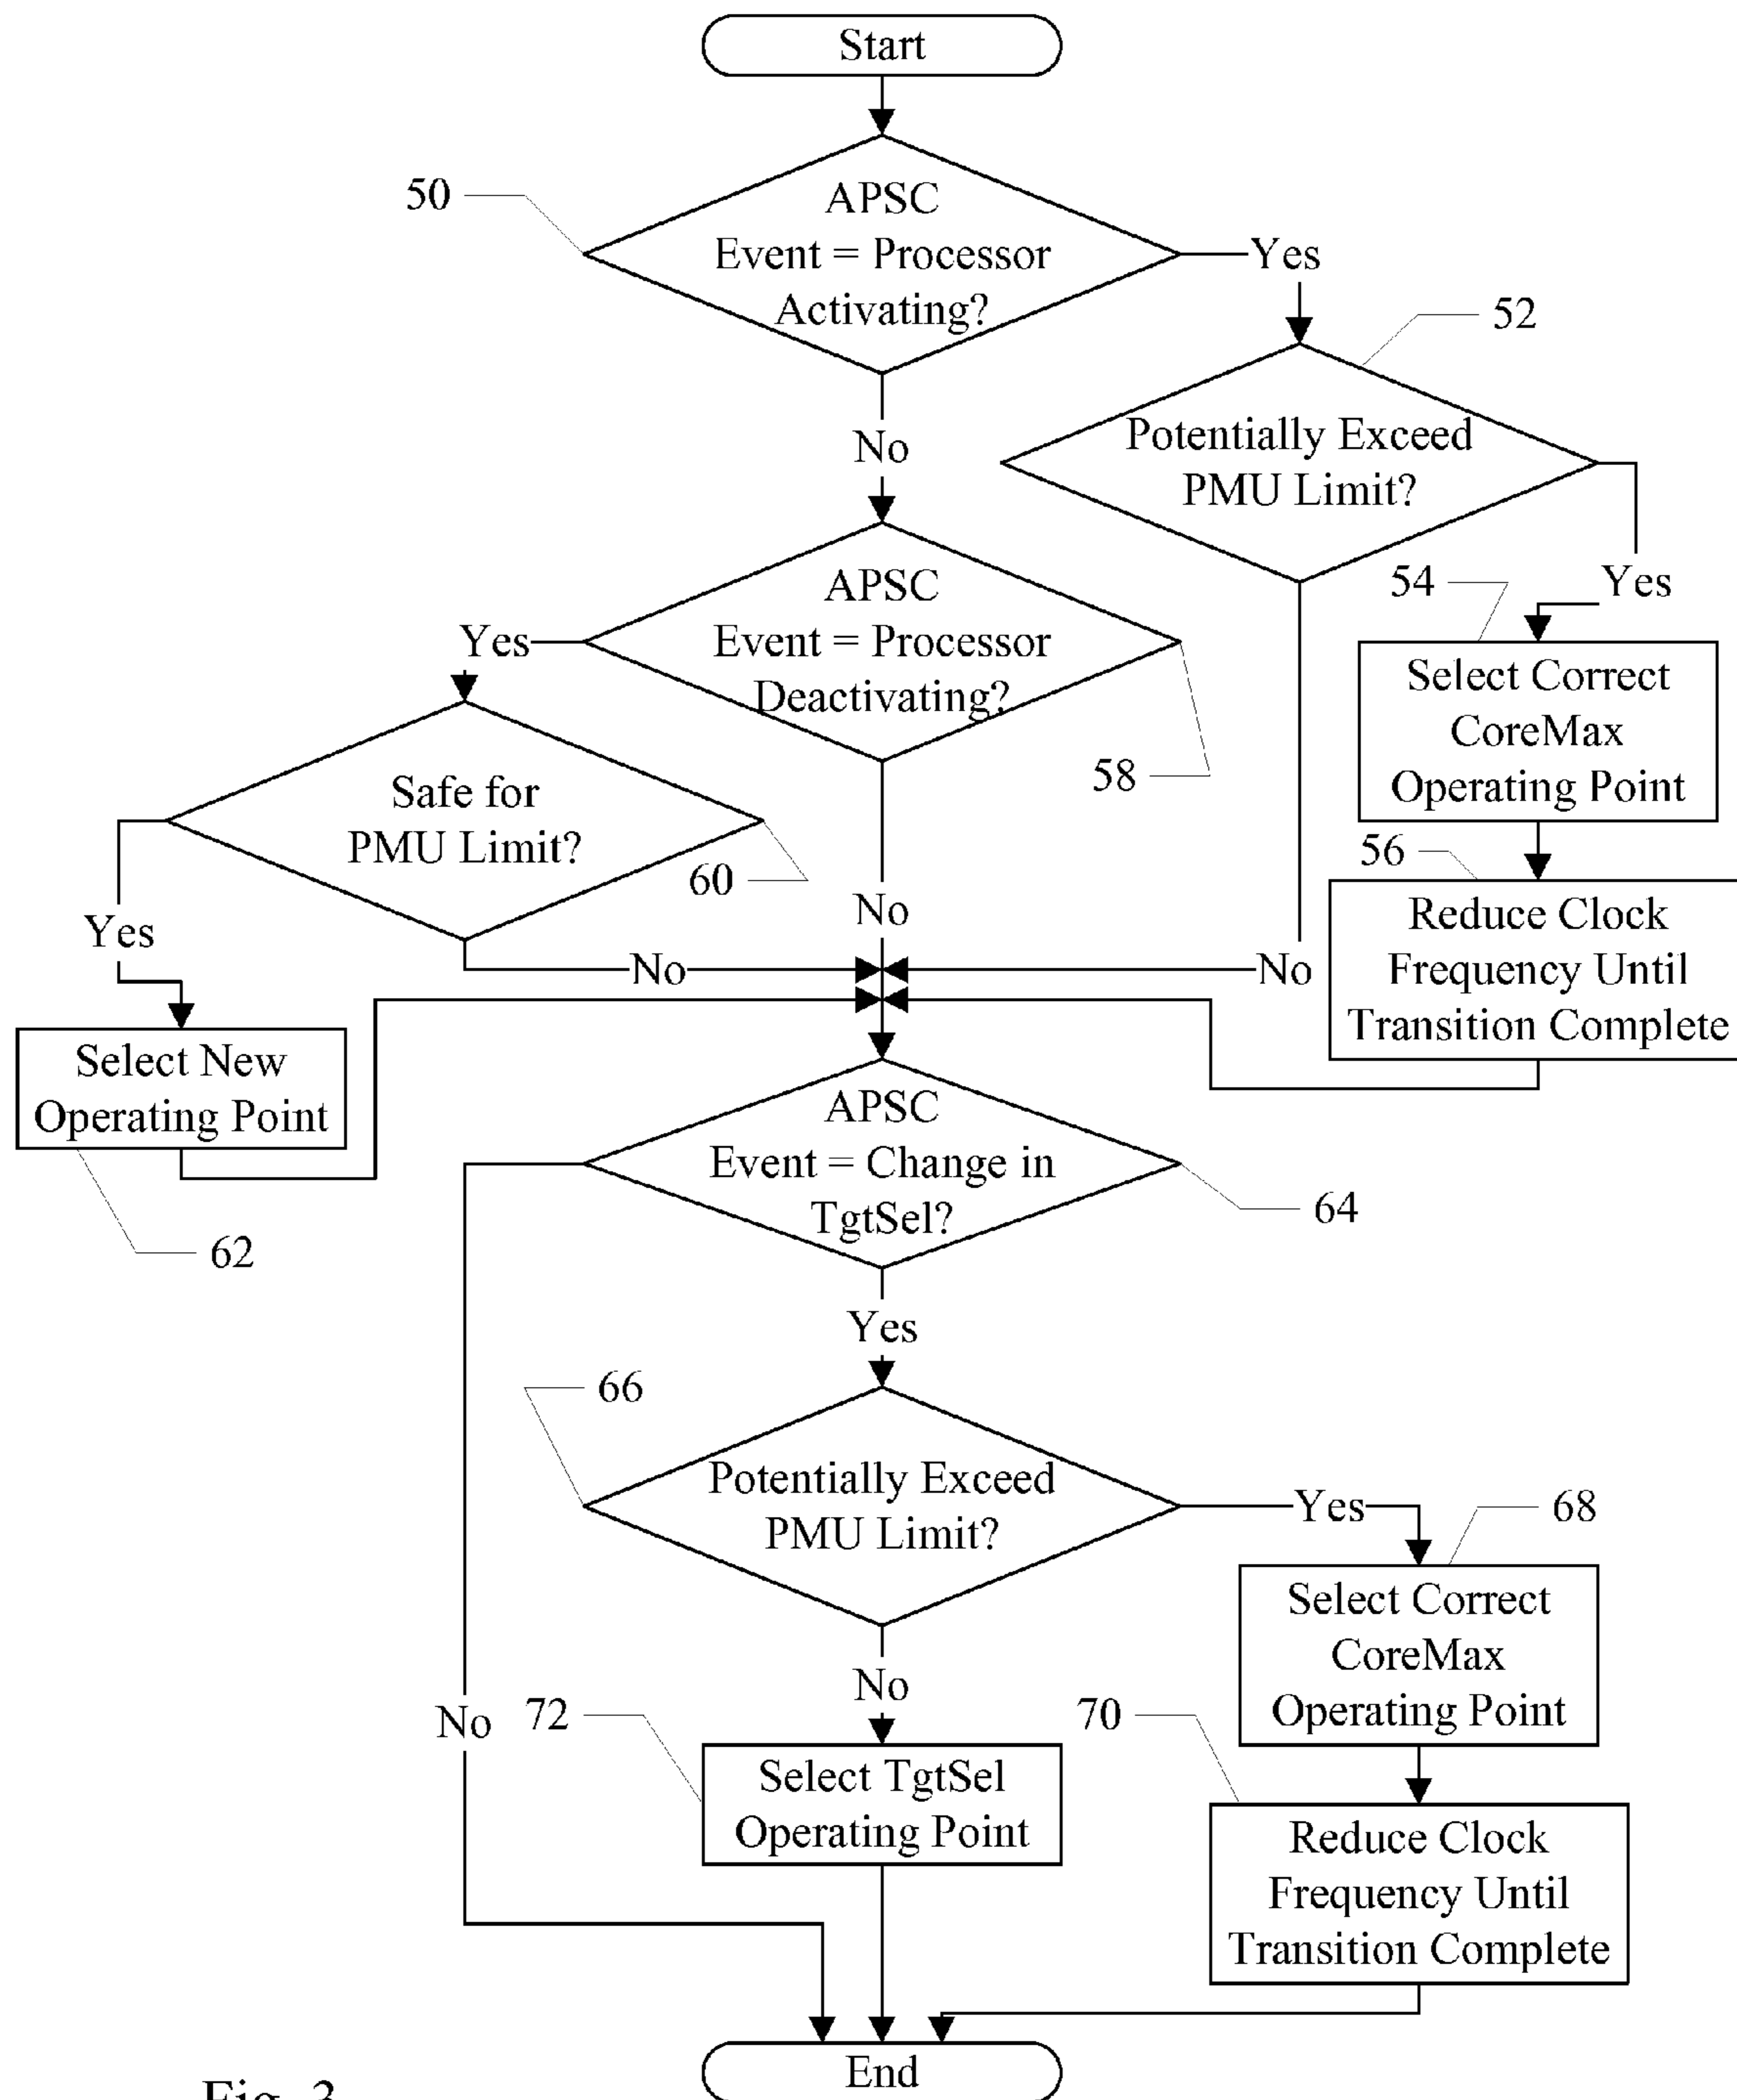 Start
50
APSC
Event = Processor
Activating?
Yes
52
No
Potentially Exceed
PMU Limit?
54
Yes
APSC
Event = Processor
Deactivating?
Yes
Select Correct
CoreMax
Operating Point
58
Safe for
PMU Limit?
60
56
No
Yes
Reduce Clock
Frequency Until
Transition Complete
No
No
Select New
Operating Point
62
APSC
Event = Change in
TgtSel?
64
Yes
66
Potentially Exceed
PMU Limit?
Yes
68
Select Correct
CoreMax
Operating Point
No
No
72
70
Select TgtSel
Operating Point
Reduce Clock
Frequency Until
Transition Complete
End
Fig. 3